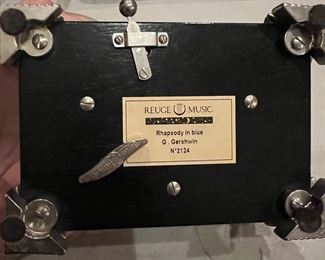 REUGE MUSIC
Rhapsody in blue
G. Gershwin
N°2124